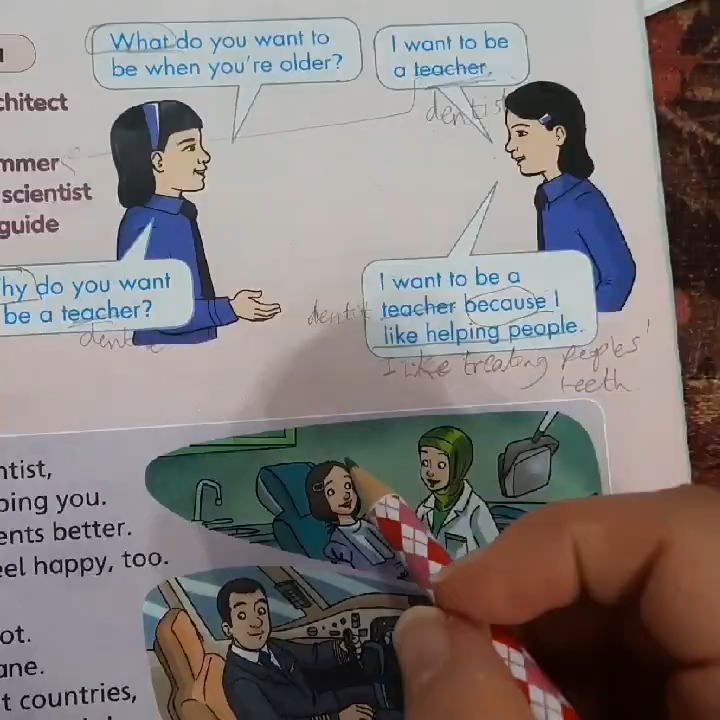 What do you want to
be when you're older?
I want to be
a teacher.
dentist
chitect
mmer
scientist
guide
hy do you want
be a teacher?
I want to be a
teacher because I
like helping people.
dentist
I like treating peoples'
teeth
ntist,
ping you.
ents better.
eel happy, too.
ot.
ane.
t countries,